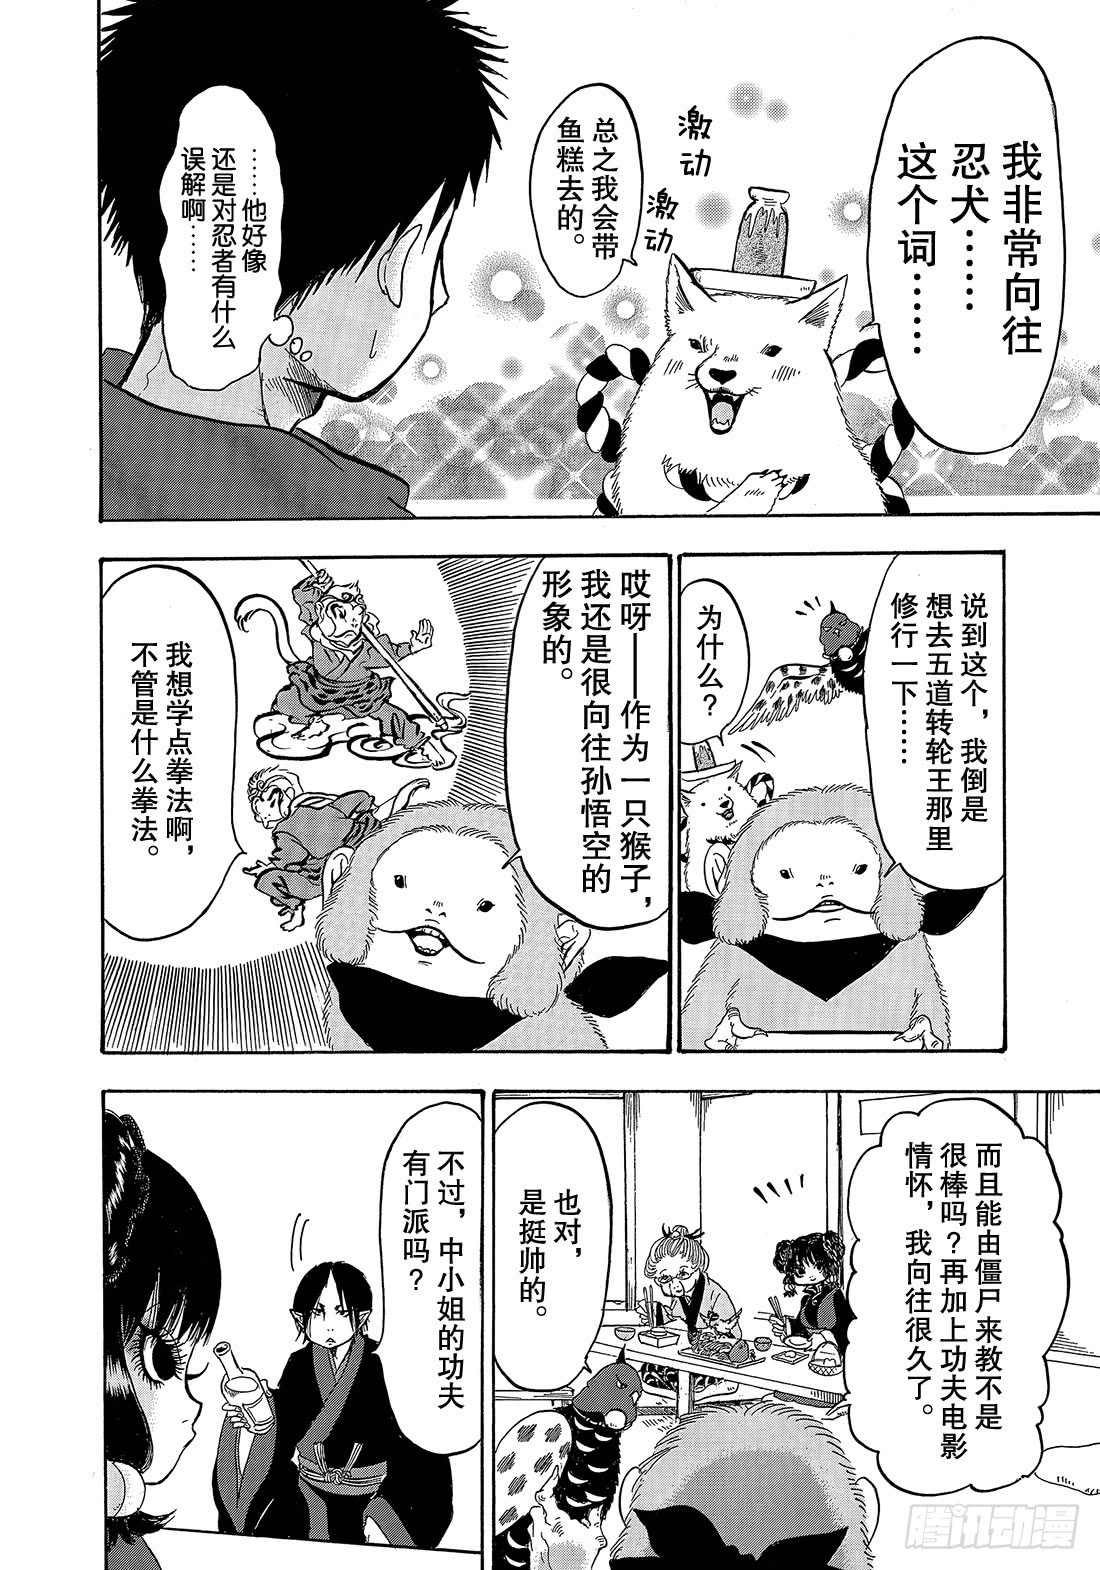 我非常向往
忍犬……
这个词……
激动
激动
总之我会带
鱼糕去的。
……他好像
还是对忍者有什么
误解啊……
说到这个，我倒是
想去五道转轮王那里
修行一下……
为什么？
哎呀——作为一只猴子，
我还是很向往孙悟空的
形象的。
我想学点拳法啊，
不管是什么拳法。
而且能由僵尸来教不是
很棒吗？再加上功夫电影
情怀，我向往很久了。
也对，
是挺帅的。
不过，中小姐的功夫
有门派吗？
腾讯动漫